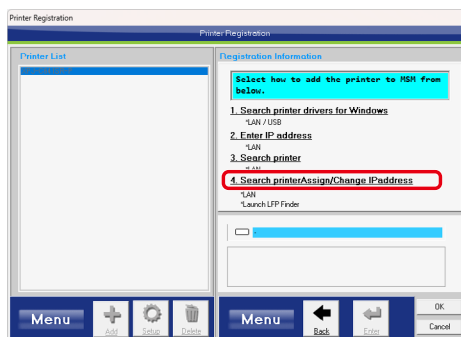 Printer Registration
Printer Registration
Printer List
Registration Information
Select how to add the printer to MSM from
below.
1. Search printer drivers for Windows
*LAN / USB
2. Enter IP address
*LAN
3. Search printer
*LAN
4. Search printerAssign/Change IPaddress
*LAN
*Launch LFP Finder
Menu
Add
Setup
Delete
Menu
Back
Enter
OK
Cancel